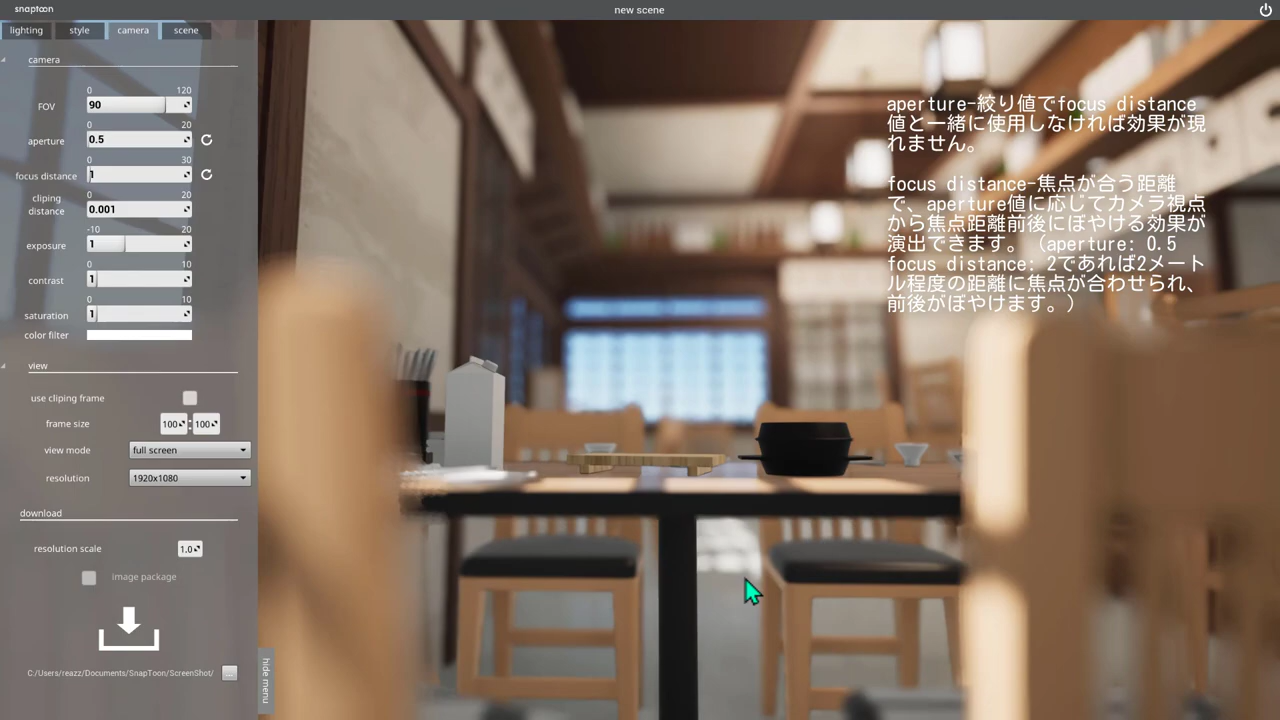 snaptoon
new scene
lighting style camera scene
camera
0 120
FOV 90
0 20
aperture 0.5
0 30
focus distance 1
0 20
cliping
distance 0.001
-10 20
exposure 1
0 10
contrast 1
0 10
saturation 1
color filter
view
use cliping frame
frame size 100 : 100
view mode full screen
resolution 1920x1080
download
resolution scale 1.0
image package
C:/Users/reazz/Documents/SnapToon/ScreenShot/ ...
hide menu
aperture-絞り値でfocus distance
値と一緒に使用しなければ効果が現
れません。
focus distance-焦点が合う距離
で、aperture値に応じてカメラ視点
から焦点距離前後にぼやける効果が
演出できます。（aperture: 0.5
focus distance: 2であれば2メート
ル程度の距離に焦点が合わせられ、
前後がぼやけます。）